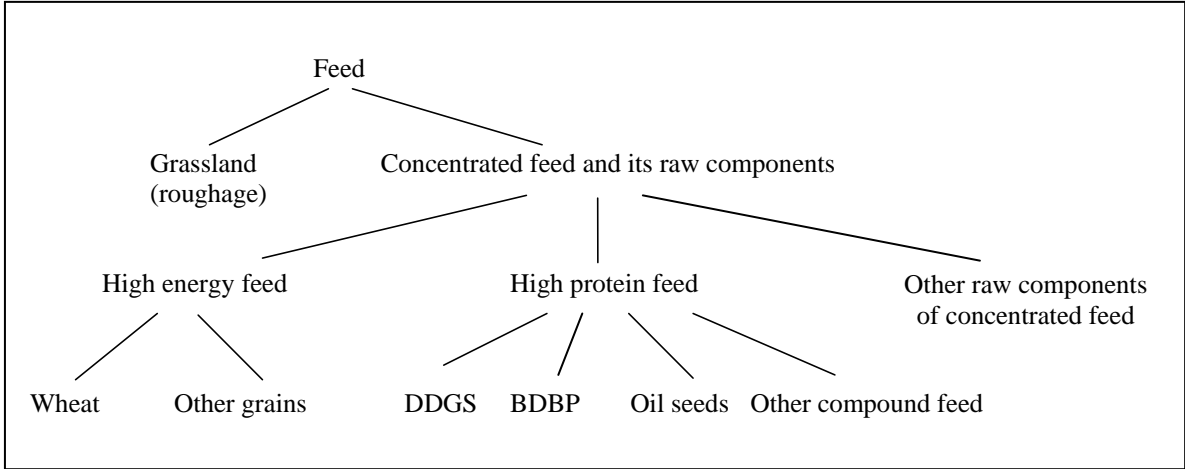 Feed
Grassland
(roughage)
Concentrated feed and its raw components
High energy feed
High protein feed
Other raw components
of concentrated feed
Wheat
Other grains
DDGS
BDBP
Oil seeds
Other compound feed